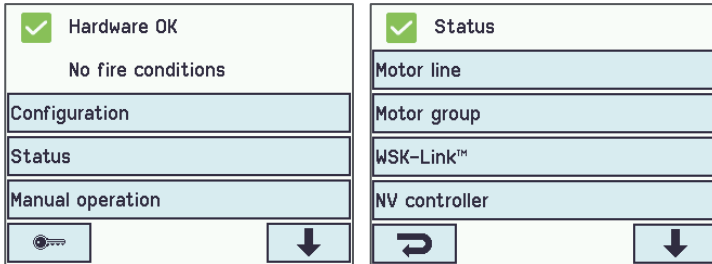 Hardware OK
No fire conditions
Configuration
Status
Manual operation
Status
Motor line
Motor group
WSK-Link™
NV controller